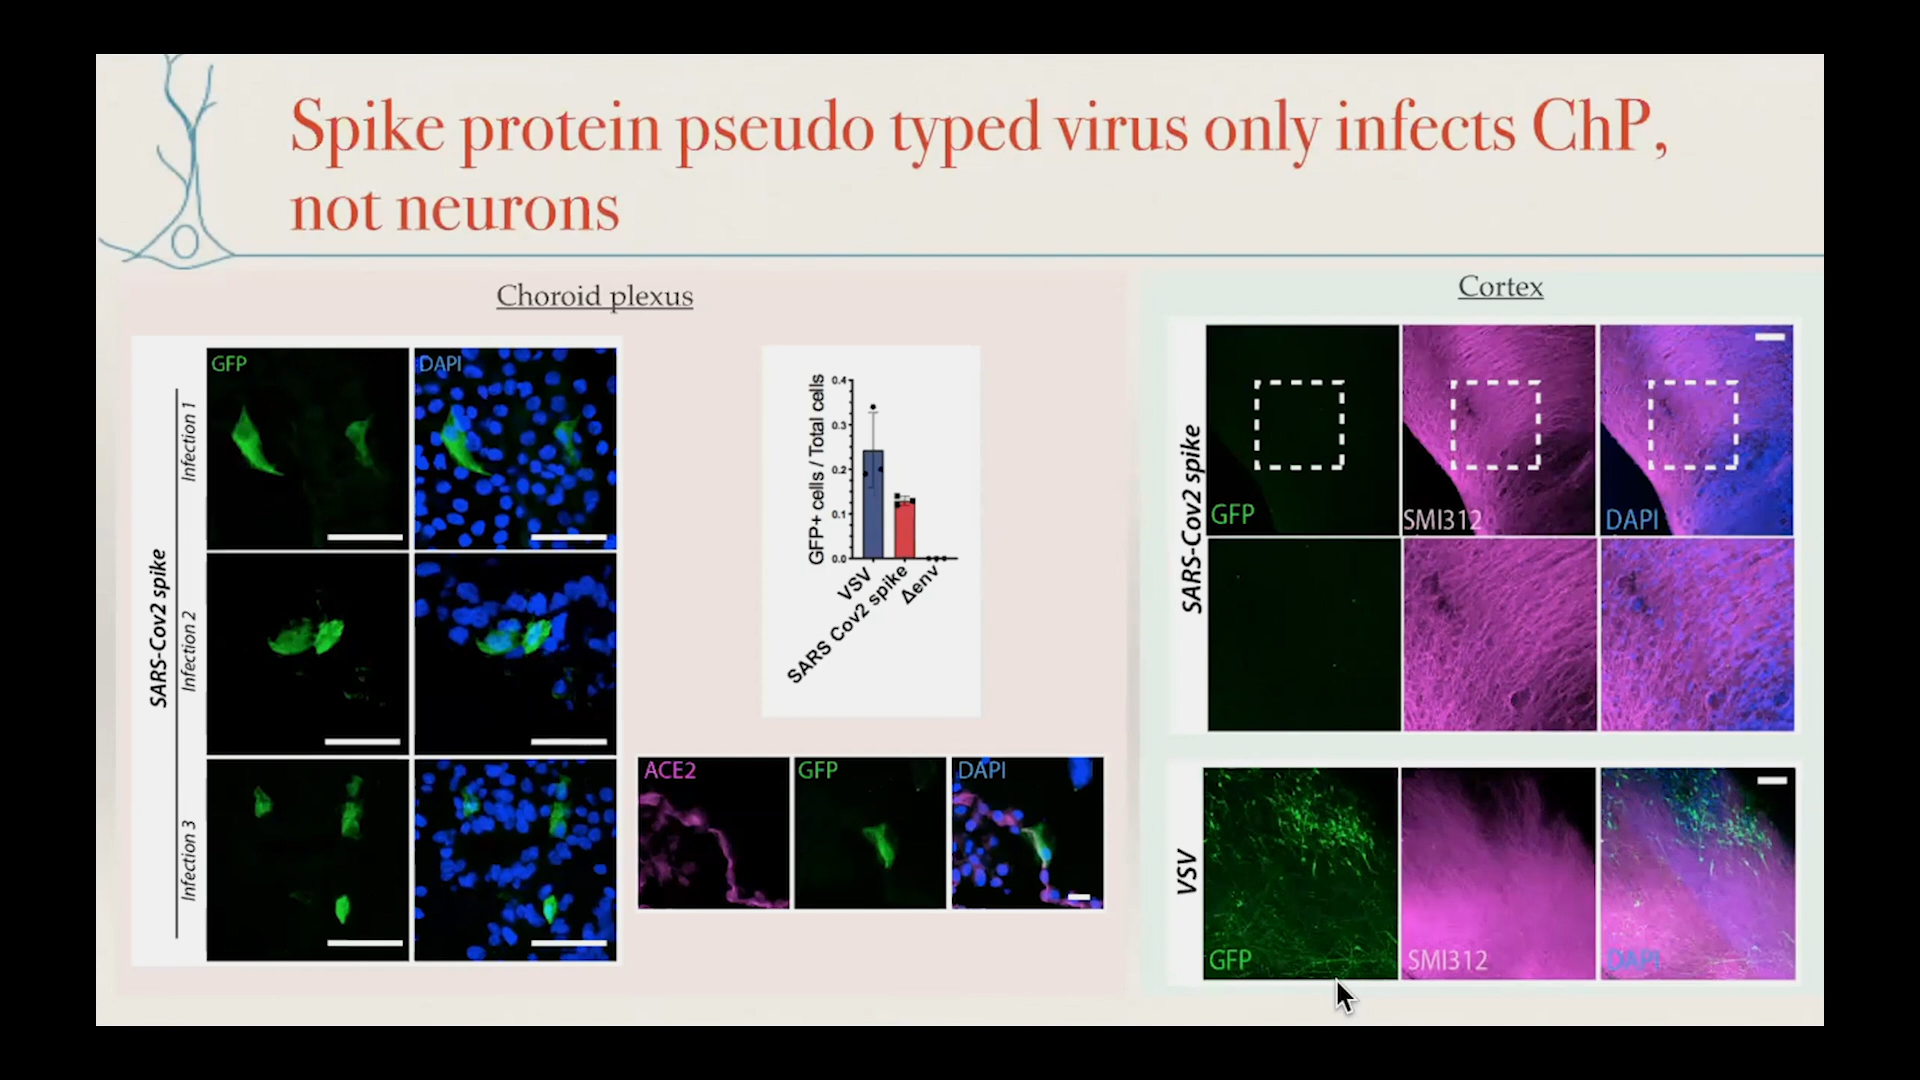 Spike protein pseudo typed virus only infects ChP,
not neurons
Choroid plexus
SARS-Cov2 spike
Infection 1
GFP
DAPI
Infection 2
Infection 3
GFP+ cells / Total cells
0.4
0.3
0.2
0.1
0.0
VSV
SARS Cov2 spike
Δenv
ACE2
GFP
DAPI
Cortex
SARS-Cov2 spike
GFP
SMI312
DAPI
VSV
GFP
SMI312
DAPI